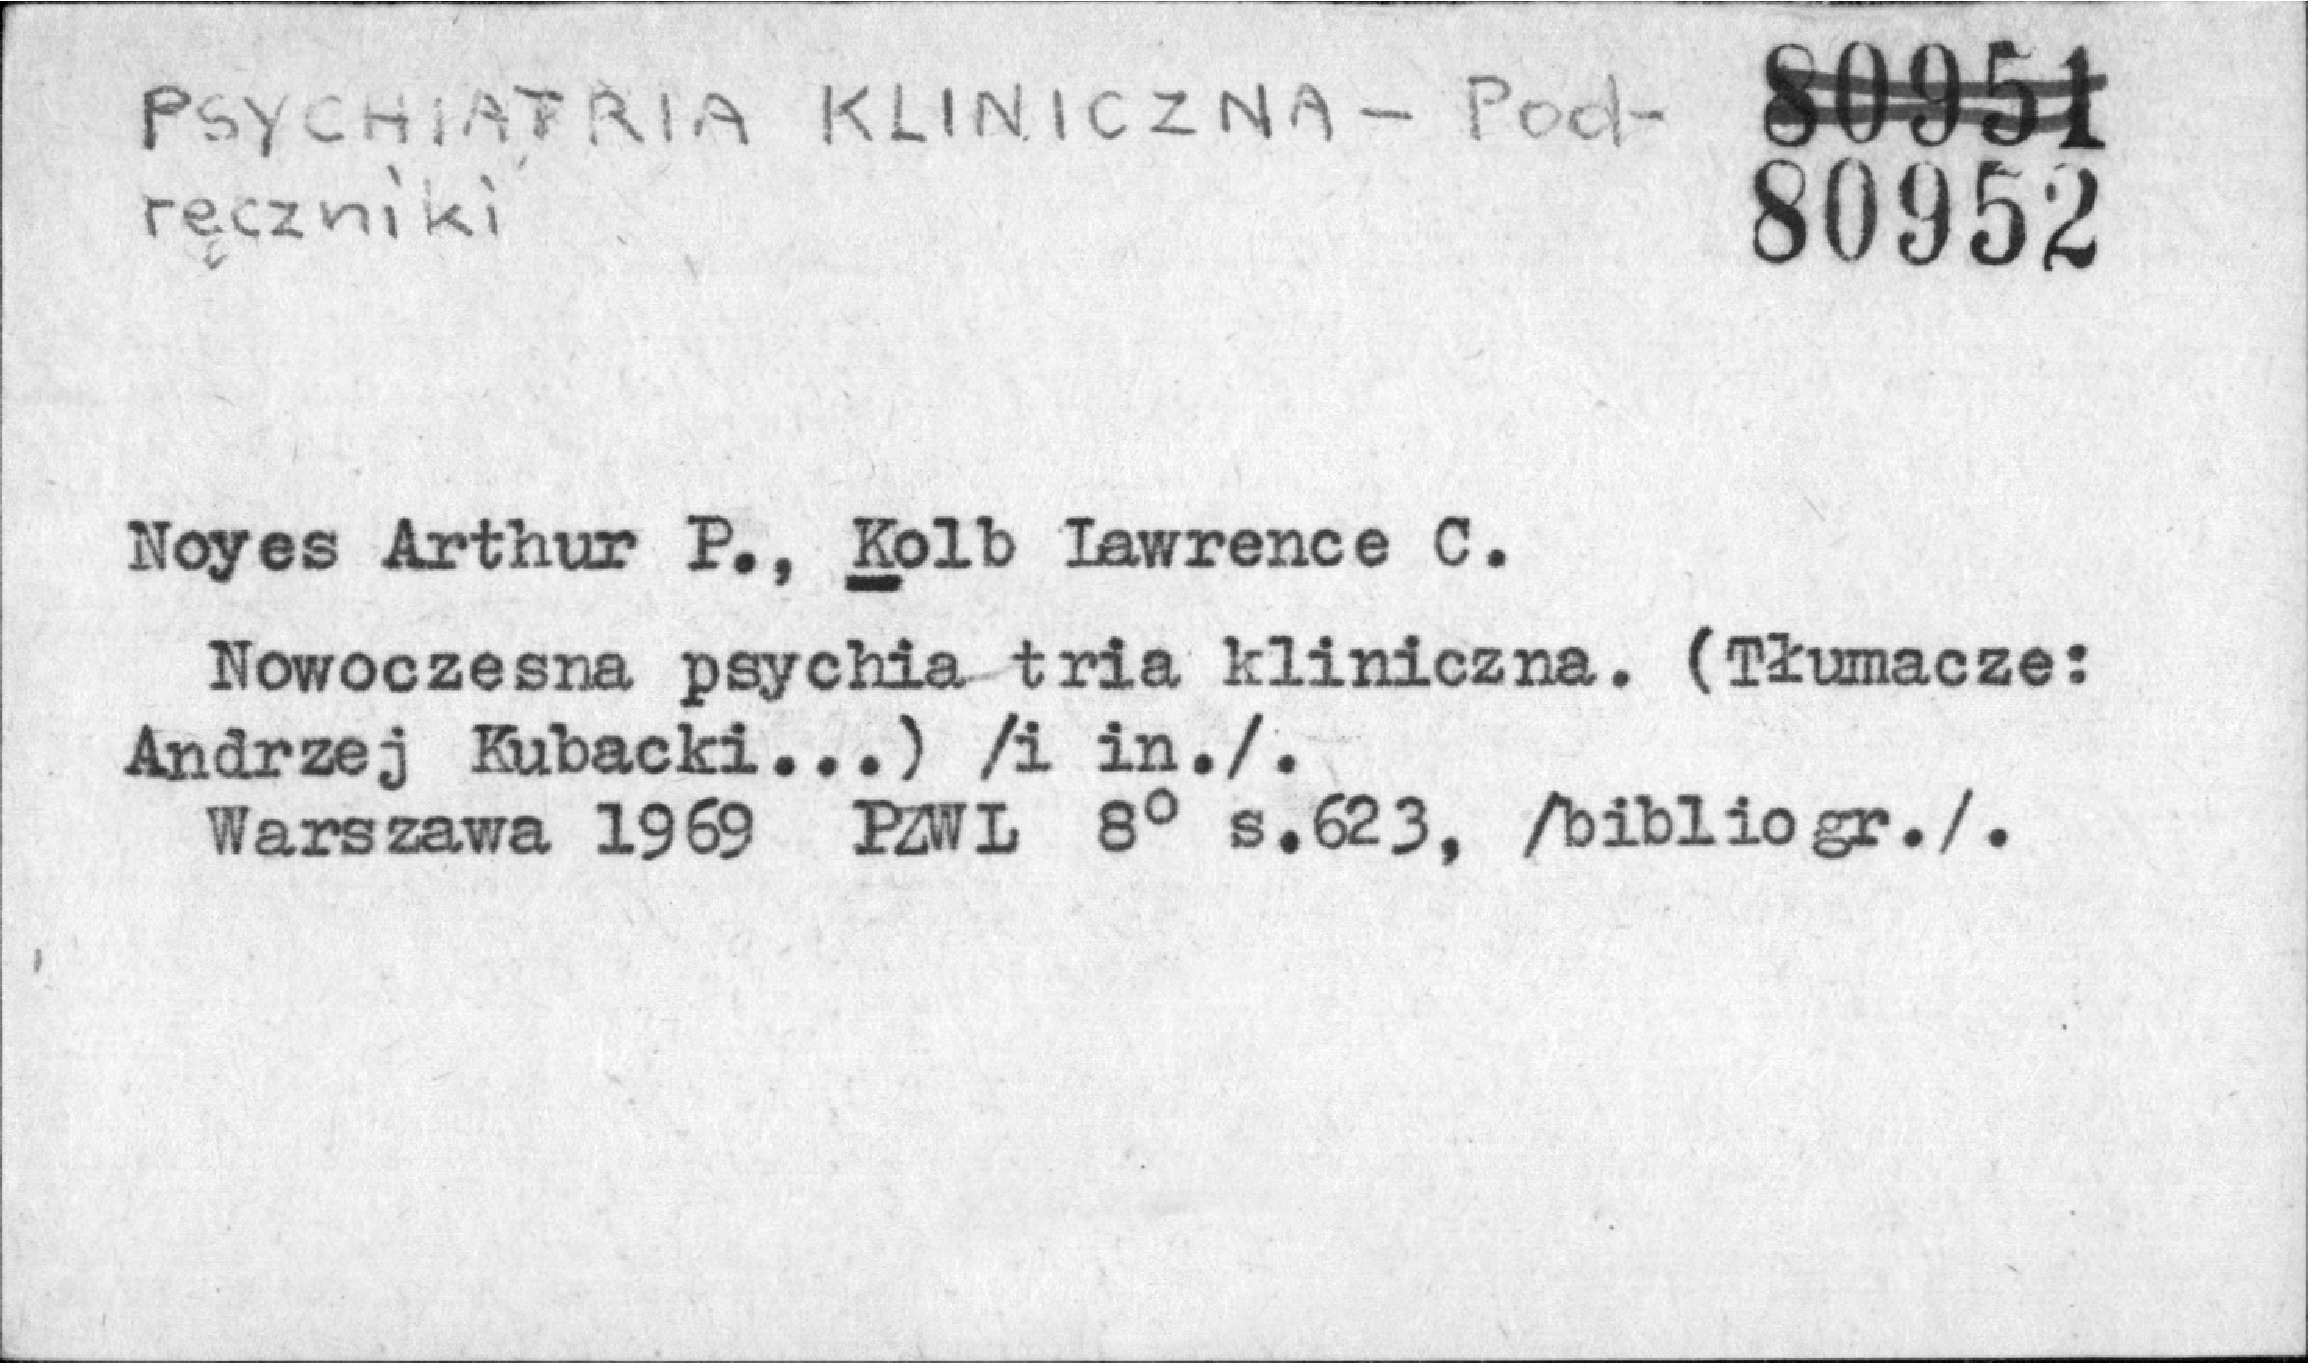 PSYCHIATRIA KLINICZNA - Pod-
ręczniki
80951
80952
Noyes Arthur P., Kolb Lawrence C.
Nowoczesna psychia tria kliniczna. (Tłumacze:
Andrzej Kubacki...) /i in./.
Warszawa 1969 PZWL 8° s.623, /bibliogr./.